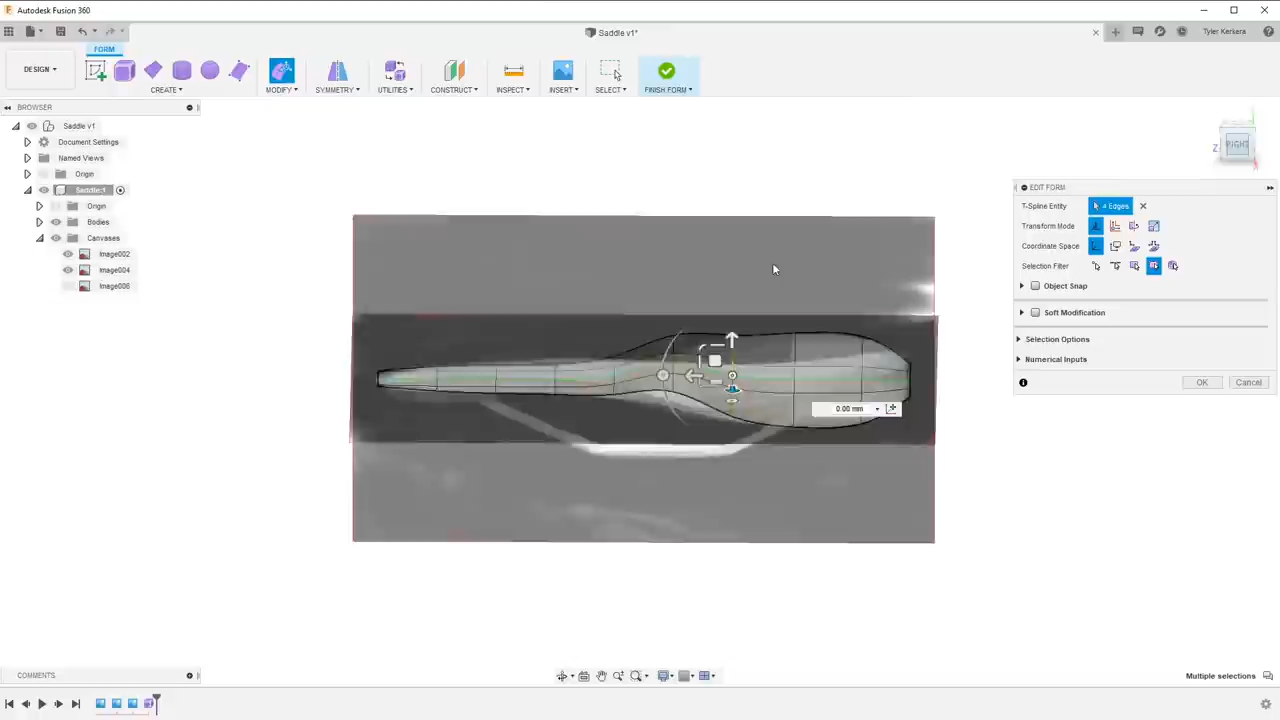 Autodesk Fusion 360
Saddle v1*
Tyler Kerkera
FORM
DESIGN
CREATE
MODIFY
SYMMETRY
UTILITIES
CONSTRUCT
INSPECT
INSERT
SELECT
FINISH FORM
BROWSER
Saddle v1
Document Settings
Named Views
Origin
Saddle:1
Origin
Bodies
Canvases
Image002
Image004
Image006
RIGHT
Z
X
EDIT FORM
T-Spline Entity
4 Edges
Transform Mode
Coordinate Space
Selection Filter
Object Snap
Soft Modification
Selection Options
Numerical Inputs
OK
Cancel
0.00 mm
COMMENTS
Multiple selections